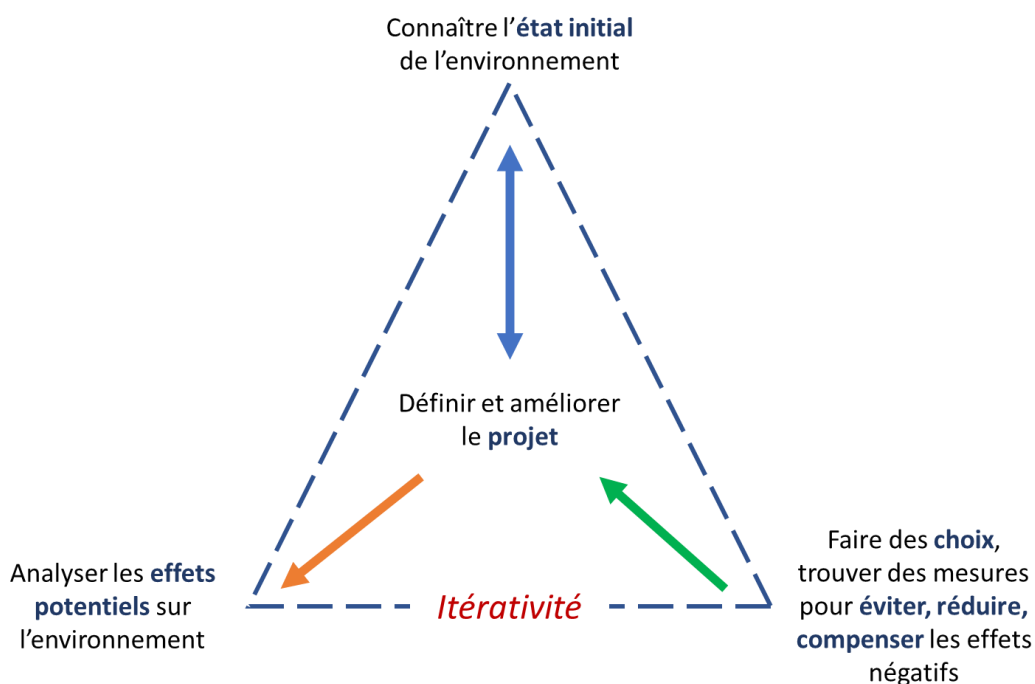 Connaître l’état initial
de l’environnement
Définir et améliorer
le projet
Analyser les effets
potentiels sur
l’environnement
Itérativité
Faire des choix,
trouver des mesures
pour éviter, réduire,
compenser les effets
négatifs